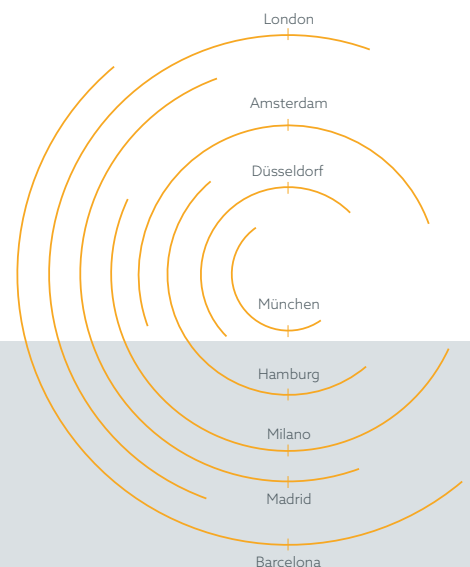 London
Amsterdam
Düsseldorf
München
Hamburg
Milano
Madrid
Barcelona